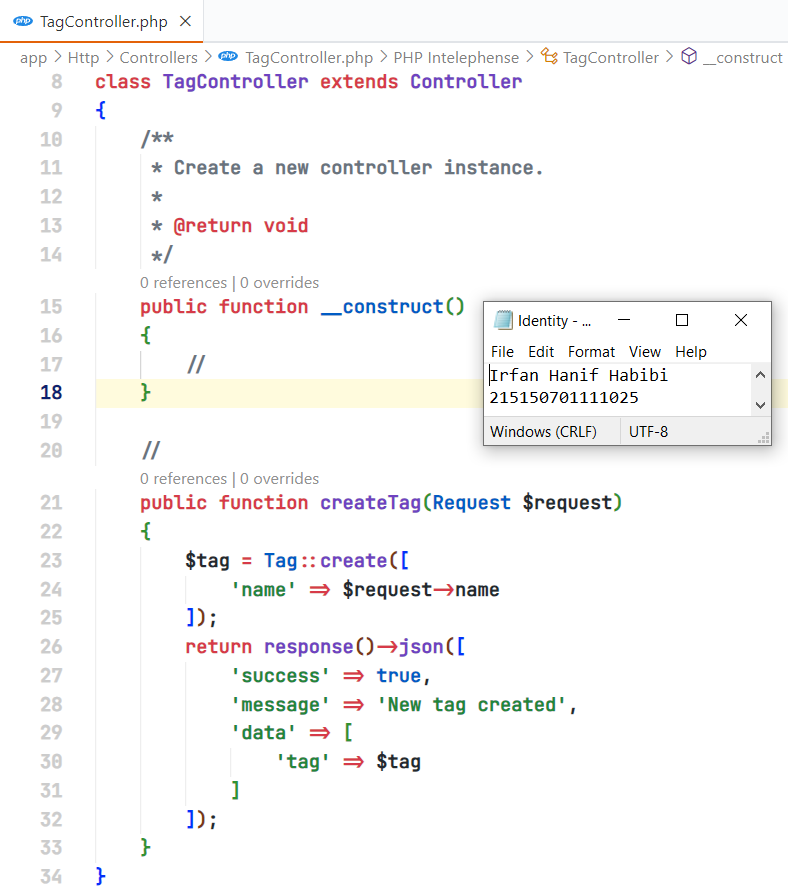 TagController.php
app > Http > Controllers > TagController.php > PHP Intelephense > TagController > __construct
8 class TagController extends Controller
9 {
10 /**
11 * Create a new controller instance.
12 *
13 * @return void
14 */
0 references | 0 overrides
15 public function __construct()
16 {
17 //
18 }
19
20 //
0 references | 0 overrides
21 public function createTag(Request $request)
22 {
23 $tag = Tag::create([
24 'name' => $request->name
25 ]);
26 return response()->json([
27 'success' => true,
28 'message' => 'New tag created',
29 'data' => [
30 'tag' => $tag
31 ]
32 ]);
33 }
34 }
Identity - ...
File Edit Format View Help
Irfan Hanif Habibi
215150701111025
Windows (CRLF) UTF-8